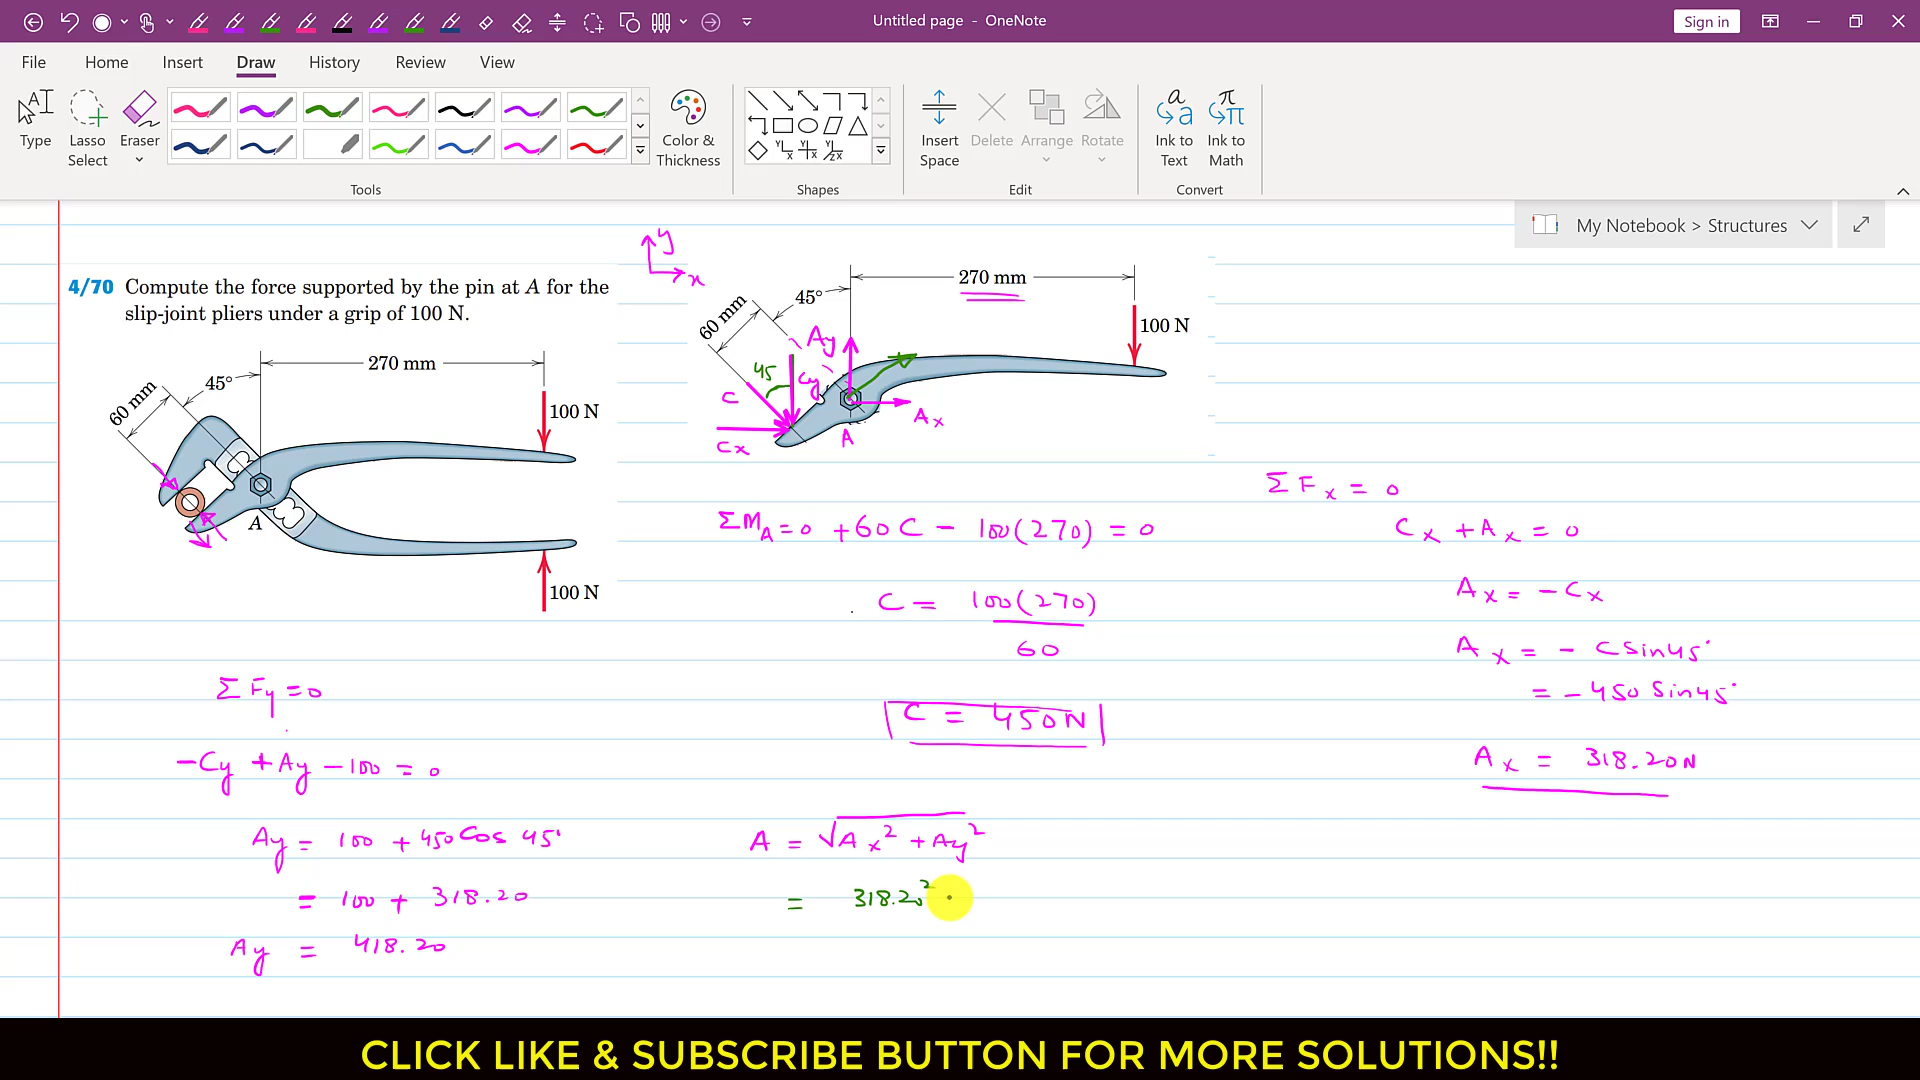 Untitled page - OneNote
Sign in
File Home Insert Draw History Review View
Type
Lasso Select
Eraser
Color & Thickness
Insert Space
Delete
Arrange
Rotate
a
a
Ink to Text
π
π
Ink to Math
Tools
Shapes
Edit
Convert
My Notebook > Structures
4/70 Compute the force supported by the pin at A for the
slip-joint pliers under a grip of 100 N.
270 mm
45°
60 mm
100 N
A
100 N
y
x
270 mm
45°
60 mm
100 N
Ay
45
Cy
C
Ax
Cx
A
ΣM_A = 0 +60C - 100(270) = 0
C = 100(270)
60
C = 450N
ΣFx = 0
Cx + Ax = 0
Ax = -Cx
Ax = - C sin45°
= -450 Sin45°
Ax = 318.20N
ΣFy = 0
-Cy + Ay - 100 = 0
Ay = 100 + 450 Cos 45°
= 100 + 318.20
Ay = 418.20
A = √Ax² + Ay²
= 318.20²
CLICK LIKE & SUBSCRIBE BUTTON FOR MORE SOLUTIONS!!